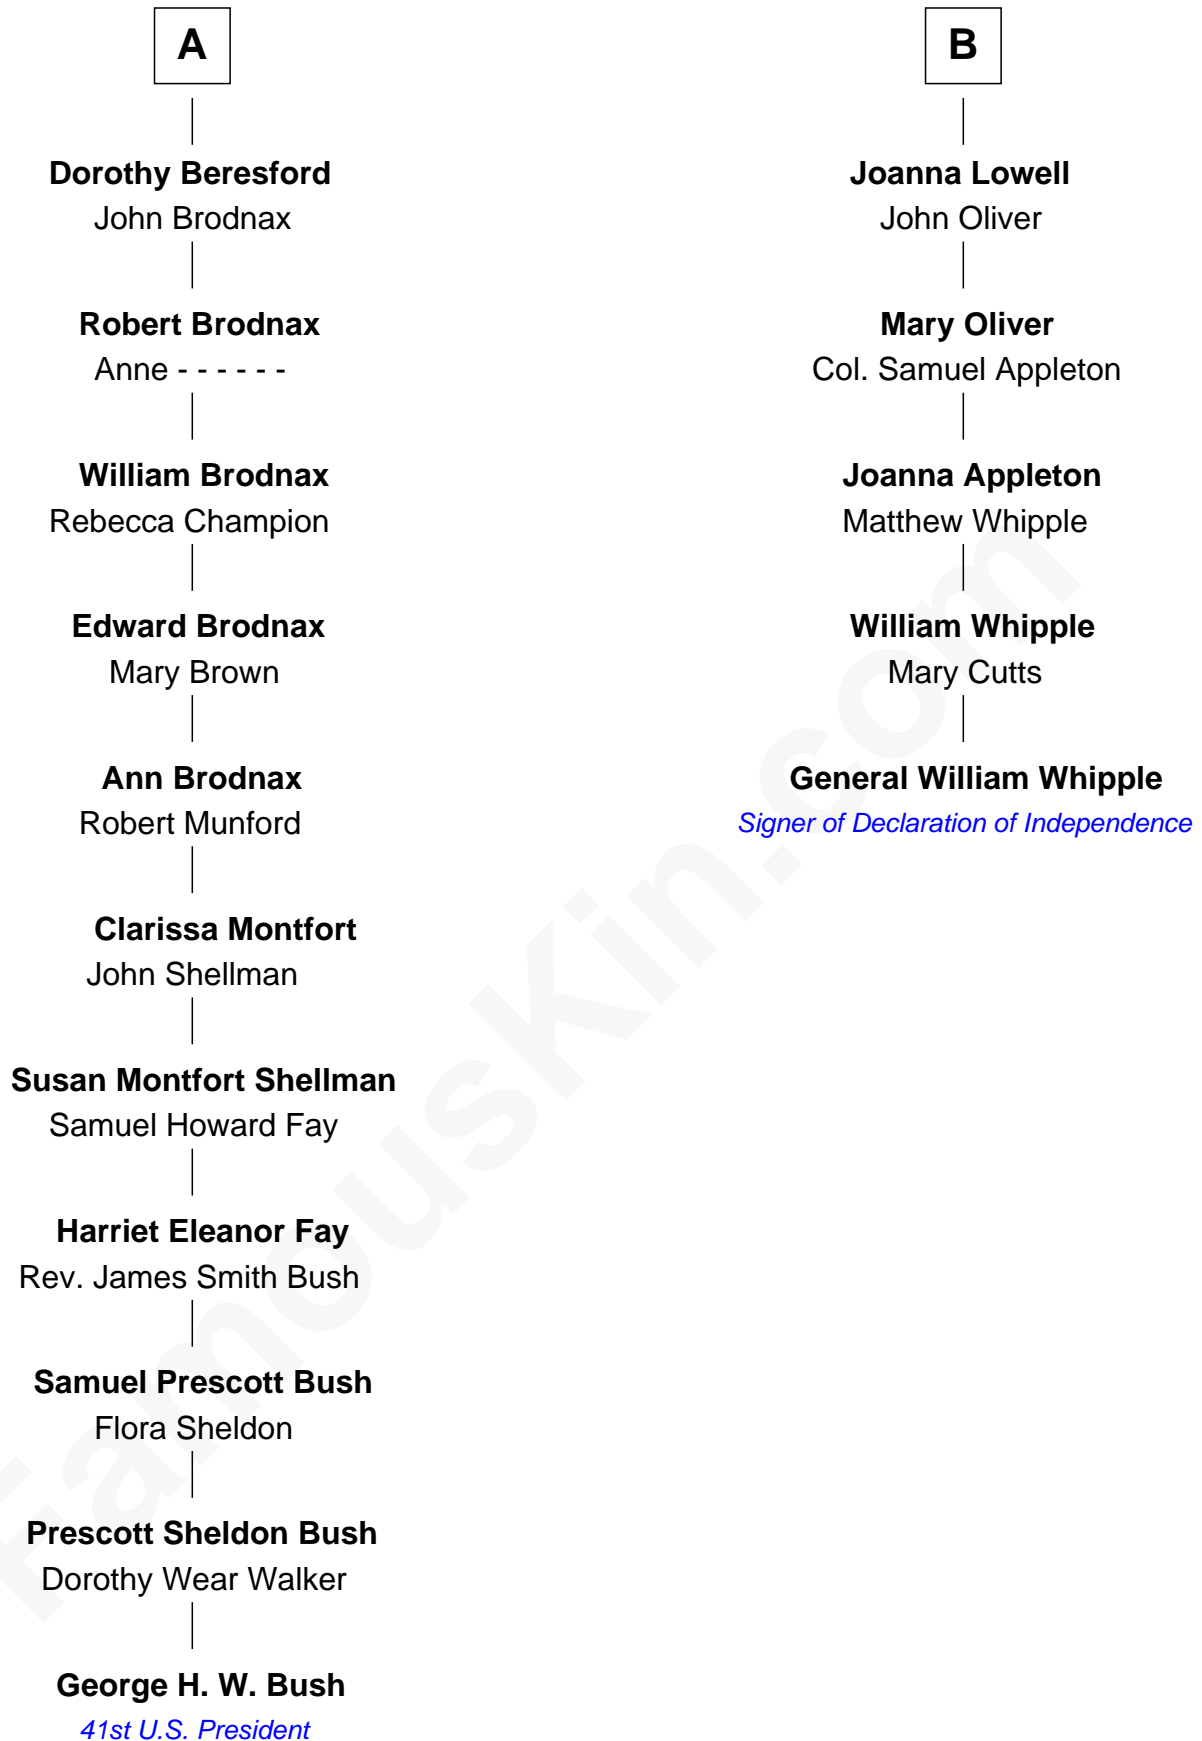 A
Dorothy Beresford
John Brodnax
Robert Brodnax
Anne - - - - - -
William Brodnax
Rebecca Champion
Edward Brodnax
Mary Brown
Ann Brodnax
Robert Munford
Clarissa Montfort
John Shellman
Susan Montfort Shellman
Samuel Howard Fay
Harriet Eleanor Fay
Rev. James Smith Bush
Samuel Prescott Bush
Flora Sheldon
Prescott Sheldon Bush
Dorothy Wear Walker
George H. W. Bush
41st U.S. President
B
Joanna Lowell
John Oliver
Mary Oliver
Col. Samuel Appleton
Joanna Appleton
Matthew Whipple
William Whipple
Mary Cutts
General William Whipple
Signer of Declaration of Independence
FamousKin.com